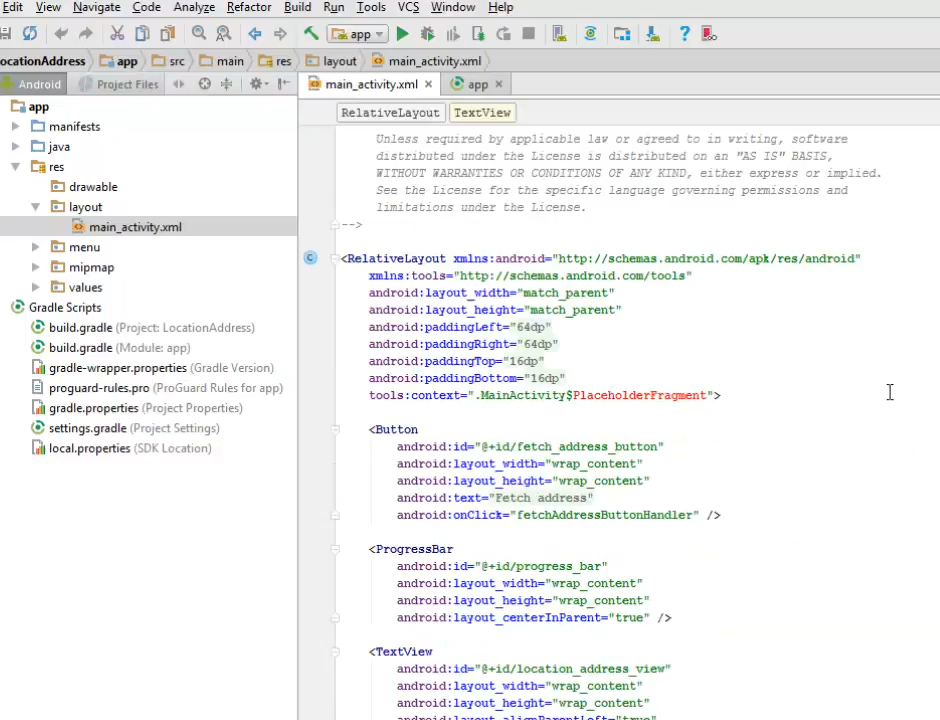 Edit View Navigate Code Analyze Refactor Build Run Tools VCS Window Help
app
ocationAddress app src main res layout main_activity.xml
Android Project Files main_activity.xml app
RelativeLayout TextView
app
manifests
java
res
drawable
layout
main_activity.xml
menu
mipmap
values
Gradle Scripts
build.gradle (Project: LocationAddress)
build.gradle (Module: app)
gradle-wrapper.properties (Gradle Version)
proguard-rules.pro (ProGuard Rules for app)
gradle.properties (Project Properties)
settings.gradle (Project Settings)
local.properties (SDK Location)
Unless required by applicable law or agreed to in writing, software
distributed under the License is distributed on an "AS IS" BASIS,
WITHOUT WARRANTIES OR CONDITIONS OF ANY KIND, either express or implied.
See the License for the specific language governing permissions and
limitations under the License.
-->
<RelativeLayout xmlns:android="http://schemas.android.com/apk/res/android"
xmlns:tools="http://schemas.android.com/tools"
android:layout_width="match_parent"
android:layout_height="match_parent"
android:paddingLeft="64dp"
android:paddingRight="64dp"
android:paddingTop="16dp"
android:paddingBottom="16dp"
tools:context=".MainActivity$PlaceholderFragment">
<Button
android:id="@+id/fetch_address_button"
android:layout_width="wrap_content"
android:layout_height="wrap_content"
android:text="Fetch address"
android:onClick="fetchAddressButtonHandler" />
<ProgressBar
android:id="@+id/progress_bar"
android:layout_width="wrap_content"
android:layout_height="wrap_content"
android:layout_centerInParent="true" />
<TextView
android:id="@+id/location_address_view"
android:layout_width="wrap_content"
android:layout_height="wrap_content"
android:layout_alignParentLeft="true"